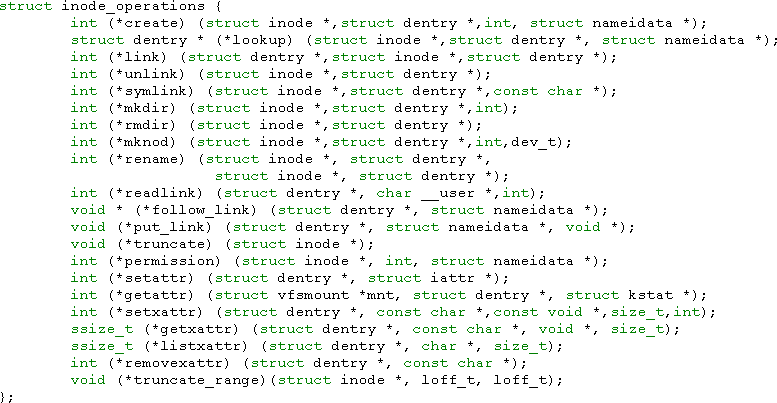 struct inode_operations {
        int (*create) (struct inode *,struct dentry *,int, struct nameidata *);
        struct dentry * (*lookup) (struct inode *,struct dentry *, struct nameidata *);
        int (*link) (struct dentry *,struct inode *,struct dentry *);
        int (*unlink) (struct inode *,struct dentry *);
        int (*symlink) (struct inode *,struct dentry *,const char *);
        int (*mkdir) (struct inode *,struct dentry *,int);
        int (*rmdir) (struct inode *,struct dentry *);
        int (*mknod) (struct inode *,struct dentry *,int,dev_t);
        int (*rename) (struct inode *, struct dentry *,
                        struct inode *, struct dentry *);
        int (*readlink) (struct dentry *, char __user *,int);
        void * (*follow_link) (struct dentry *, struct nameidata *);
        void (*put_link) (struct dentry *, struct nameidata *, void *);
        void (*truncate) (struct inode *);
        int (*permission) (struct inode *, int, struct nameidata *);
        int (*setattr) (struct dentry *, struct iattr *);
        int (*getattr) (struct vfsmount *mnt, struct dentry *, struct kstat *);
        int (*setxattr) (struct dentry *, const char *,const void *,size_t,int);
        ssize_t (*getxattr) (struct dentry *, const char *, void *, size_t);
        ssize_t (*listxattr) (struct dentry *, char *, size_t);
        int (*removexattr) (struct dentry *, const char *);
        void (*truncate_range)(struct inode *, loff_t, loff_t);
};